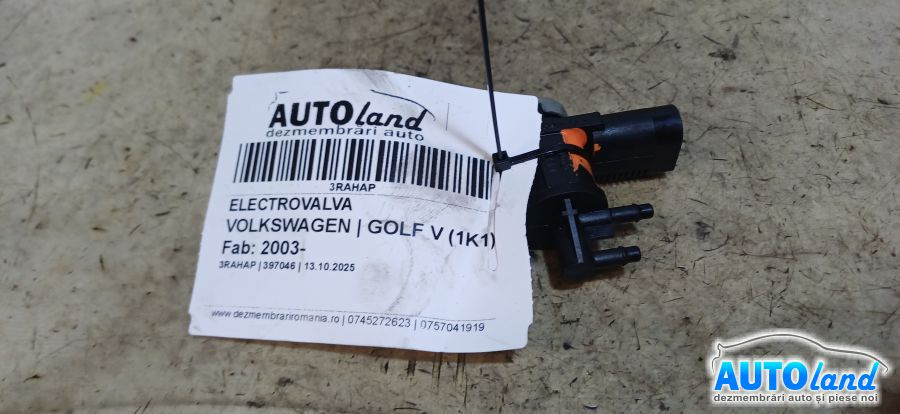 AUTOland
dezmembrări auto
3RAHAP
ELECTROVALVA
VOLKSWAGEN | GOLF V (1K1)
Fab: 2003-
3RAHAP | 397046 | 13.10.2025
www.dezmembrariromania.ro | 0745272623 | 0757041919
AUTOland
dezmembrări auto și piese noi